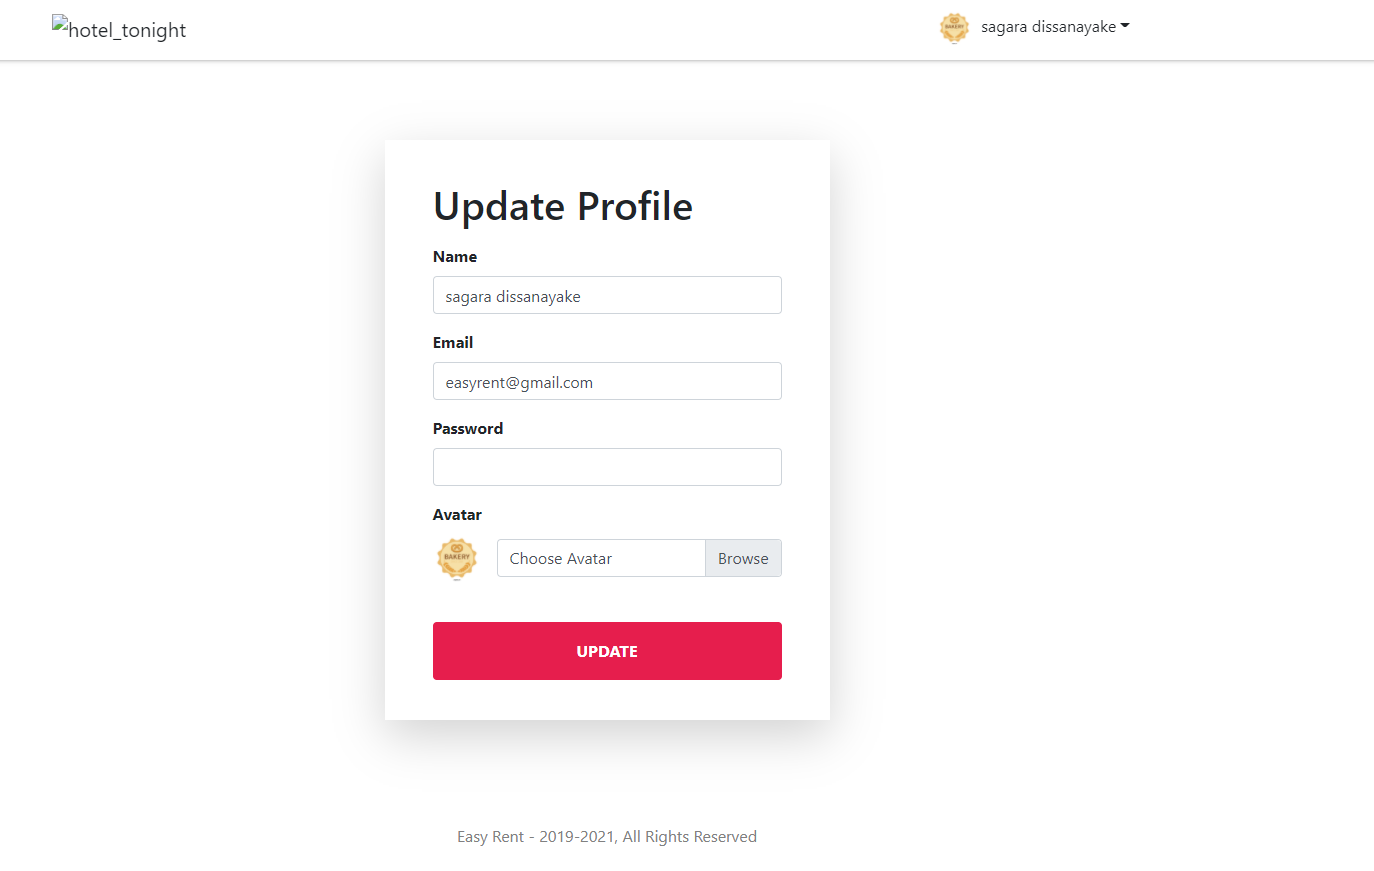 hotel_tonight
BAKERY
sagara dissanayake
Update Profile
Name
sagara dissanayake
Email
easyrent@gmail.com
Password
Avatar
BAKERY
Choose Avatar
Browse
UPDATE
Easy Rent - 2019-2021, All Rights Reserved